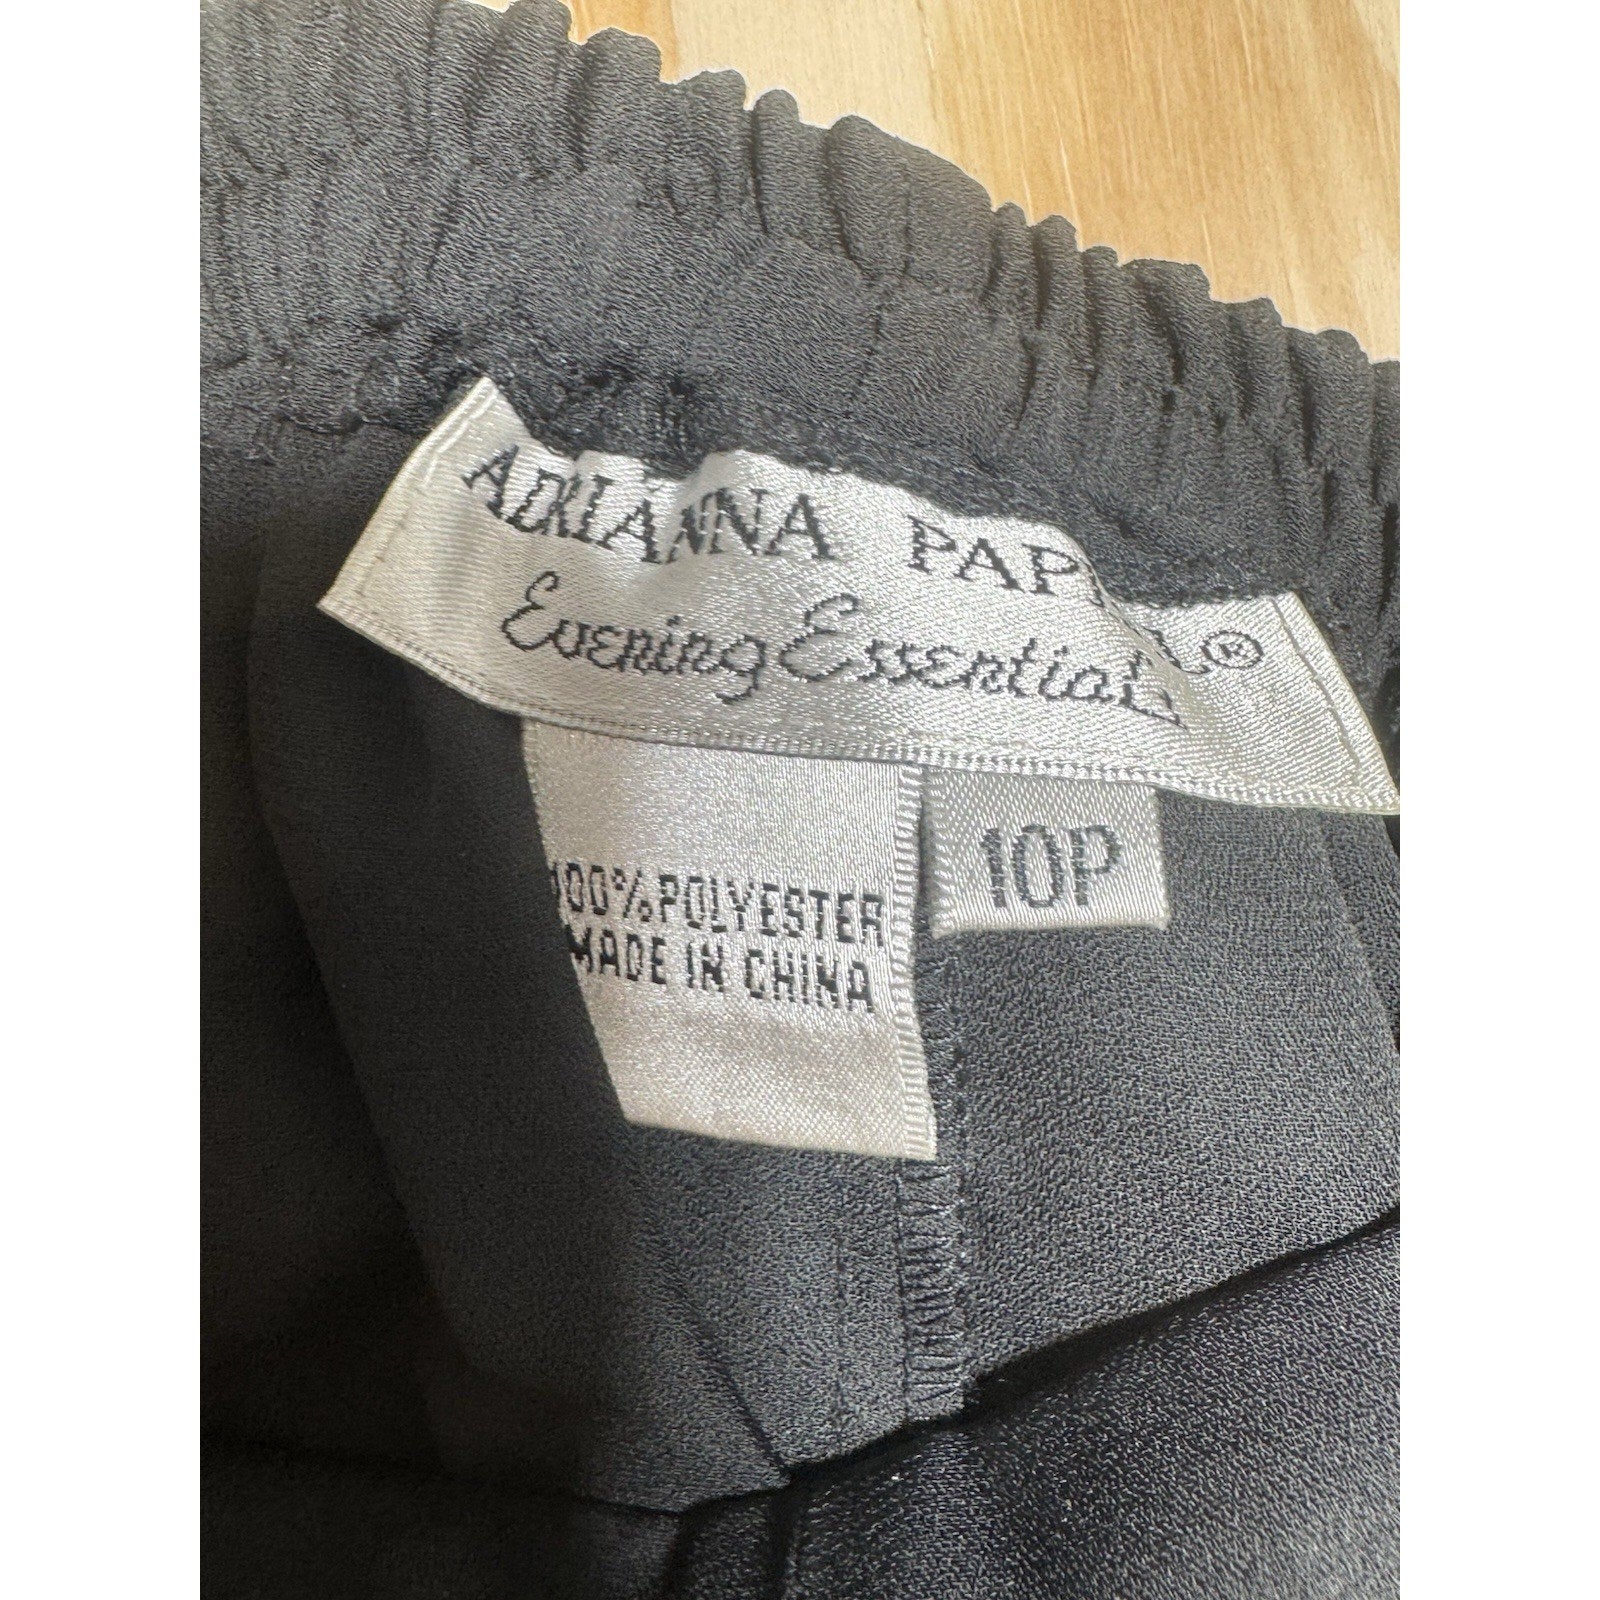 ADRIANNA PAP
Evening Essentials
®
10P
100% POLYESTER
MADE IN CHINA